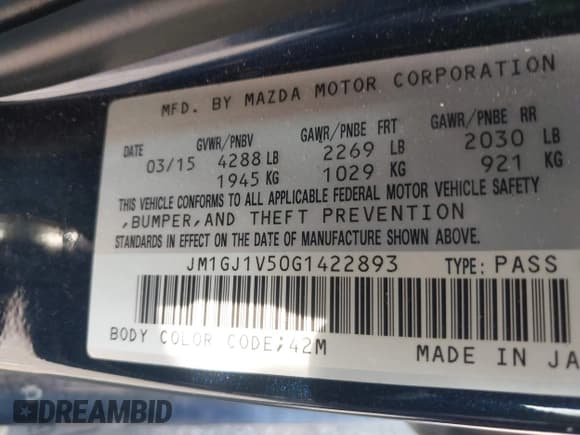 MFD. BY MAZDA MOTOR CORPORATION
DATE GVWR/PNBV GAWR/PNBE FRT GAWR/PNBE RR
03/15 4288 LB 2269 LB 2030 LB
1945 KG 1029 KG 921 KG
THIS VEHICLE CONFORMS TO ALL APPLICABLE FEDERAL MOTOR VEHICLE SAFETY
,BUMPER,AND THEFT PREVENTION
STANDARDS IN EFFECT ON THE DATE OF MANUFACTURE SHOWN ABOVE.
JM1GJ1V50G1422893 TYPE: PASS
BODY COLOR CODE;42M
MADE IN JA
DREAMBID